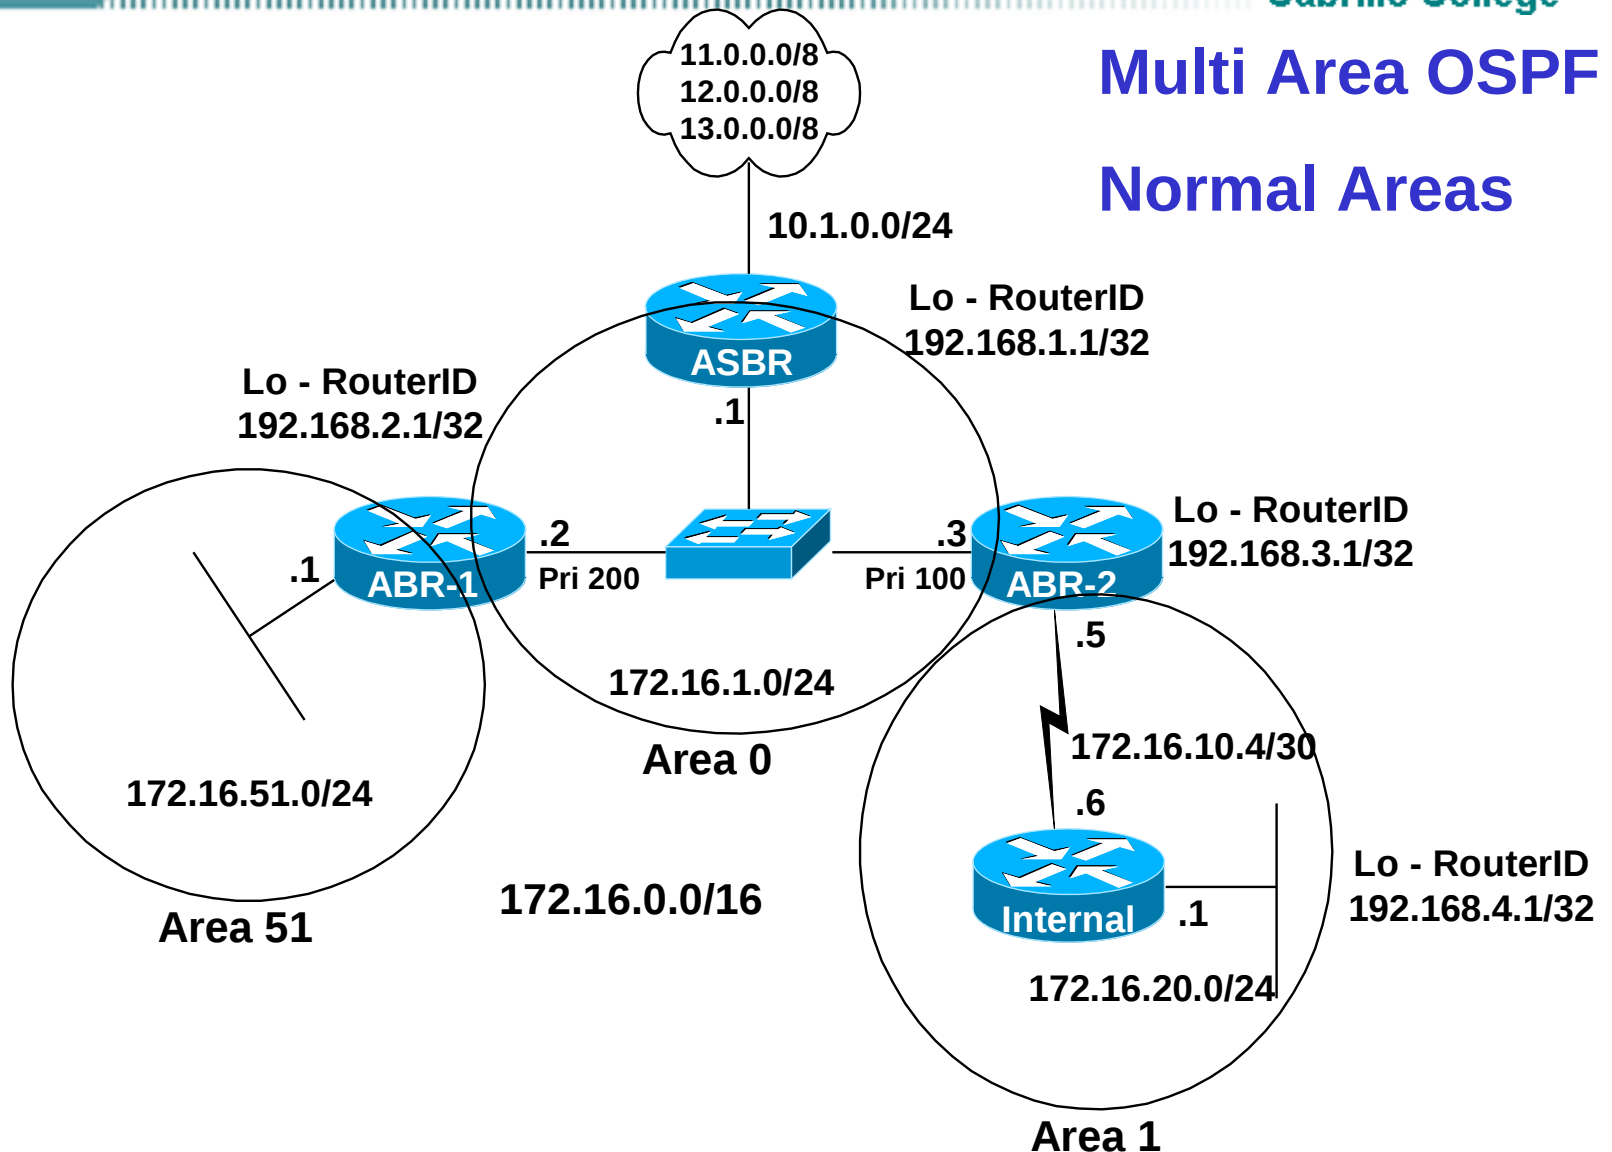 Multi Area OSPF
Normal Areas
11.0.0.0/8
12.0.0.0/8
13.0.0.0/8
10.1.0.0/24
Lo - RouterID
192.168.1.1/32
ASBR
.1
Lo - RouterID
192.168.2.1/32
ABR-1
.1
.2
Pri 200
.3
Pri 100
ABR-2
Lo - RouterID
192.168.3.1/32
.5
172.16.1.0/24
Area 0
172.16.51.0/24
Area 51
172.16.0.0/16
172.16.10.4/30
.6
Internal
.1
Lo - RouterID
192.168.4.1/32
172.16.20.0/24
Area 1